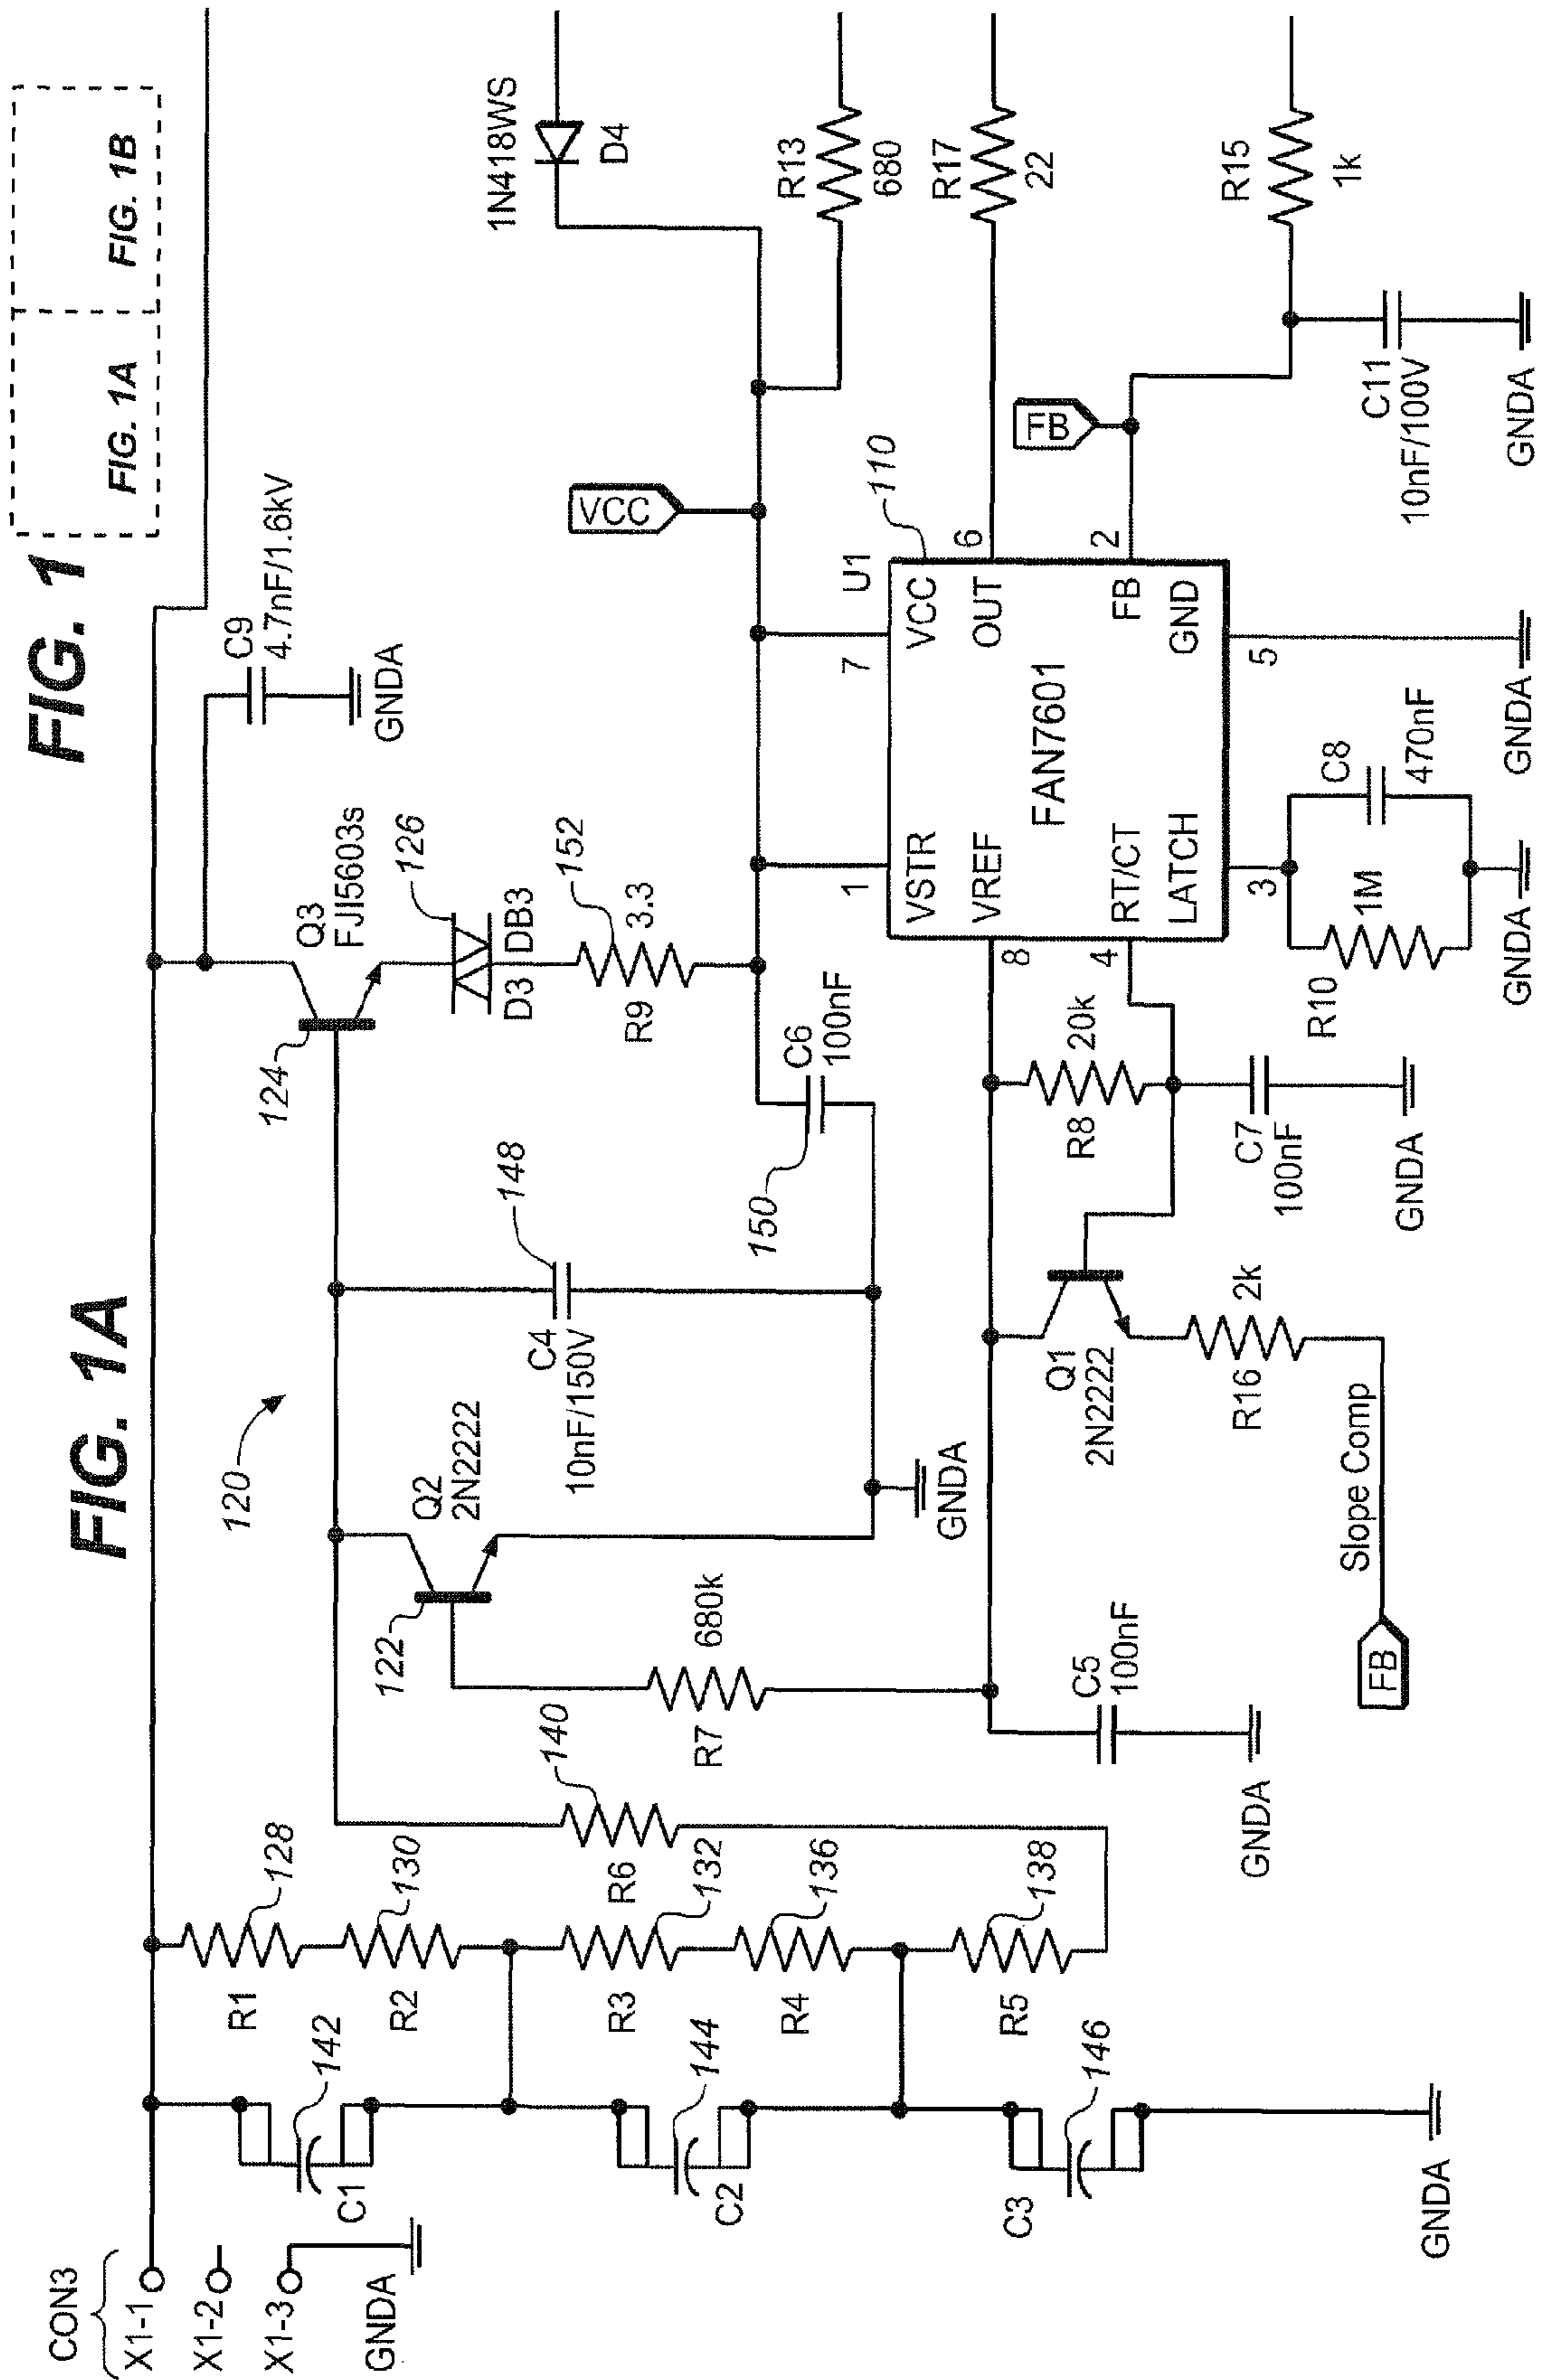 FIG. 1A
FIG. 1
FIG. 1A
FIG. 1B
CON3
X1-1
X1-2
X1-3
GNDA
C1
142
C2
144
C3
146
GNDA
R1
128
R2
130
R3
132
R4
136
R5
138
R6
140
120
122
Q2
2N2222
R7
680k
C4
10nF/150V
148
GNDA
124
Q3
FJI5603s
126
D3
DB3
R9
3.3
152
150
C6
100nF
C9
4.7nF/1.6kV
GNDA
VCC
1N418WS
D4
R13
680
R17
22
R15
1k
FB
C11
10nF/100V
GNDA
U1
110
FAN7601
1
VSTR
7
VCC
8
VREF
6
OUT
4
RT/CT
2
FB
3
LATCH
5
GND
GNDA
C8
470nF
R10
1M
GNDA
GNDA
R8
20k
C7
100nF
GNDA
Q1
2N2222
R16
2k
Slope Comp
FB
C5
100nF
GNDA